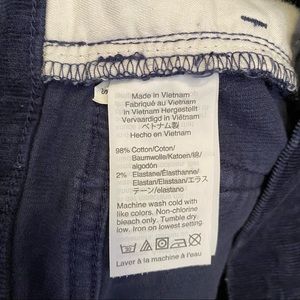 Made in Vietnam
Fabriqué au Vietnam
in Vietnam Hergestellt
Vervaardigd in Viëtnam
ベトナム製
Hecho en Vietnam
98% Cotton/Coton/
Baumwolle/Katoen/綿/
algodón
2% Elastane/Élasthanne/
Elastan/Elastaan/エラス
テーン/elastano
Machine wash cold with
like colors. Non-chlorine
bleach only. Tumble dry
low. Iron on lowest setting.
Laver à la machine à l'eau